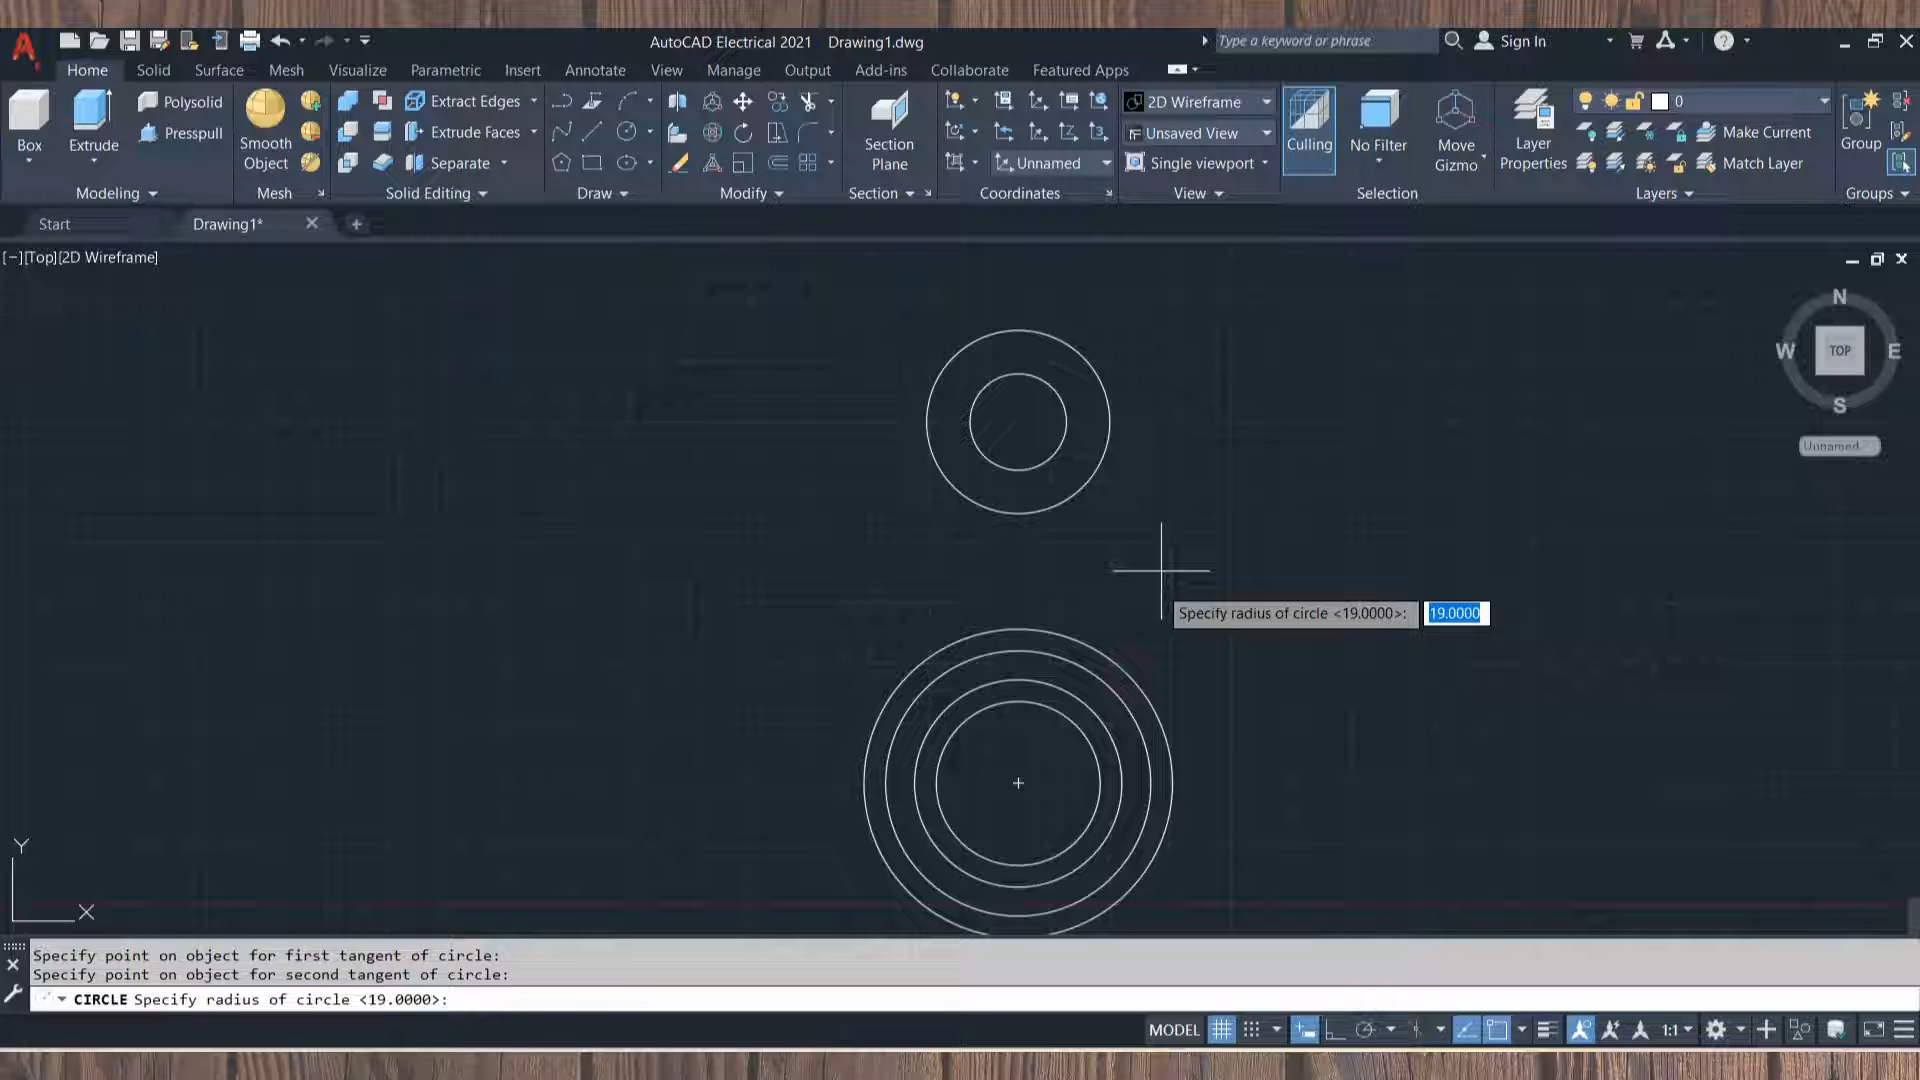 AutoCAD Electrical 2021 Drawing1.dwg
Type a keyword or phrase
Sign In
Home Solid Surface Mesh Visualize Parametric Insert Annotate View Manage Output Add-ins Collaborate Featured Apps
Box
Extrude
Polysolid
Presspull
Modeling
Smooth Object
Mesh
Extract Edges
Extrude Faces
Separate
Solid Editing
Draw
Modify
Section Plane
Section
Unnamed
Coordinates
2D Wireframe
Unsaved View
Single viewport
View
Culling
No Filter
Move Gizmo
Selection
Layer Properties
0
Make Current
Match Layer
Layers
Group
Groups
Start
Drawing1*
[−][Top][2D Wireframe]
N
W TOP E
S
Unnamed
Specify radius of circle <19.0000>: 19.0000
Y
X
Specify point on object for first tangent of circle:
Specify point on object for second tangent of circle:
CIRCLE Specify radius of circle <19.0000>:
MODEL 1:1